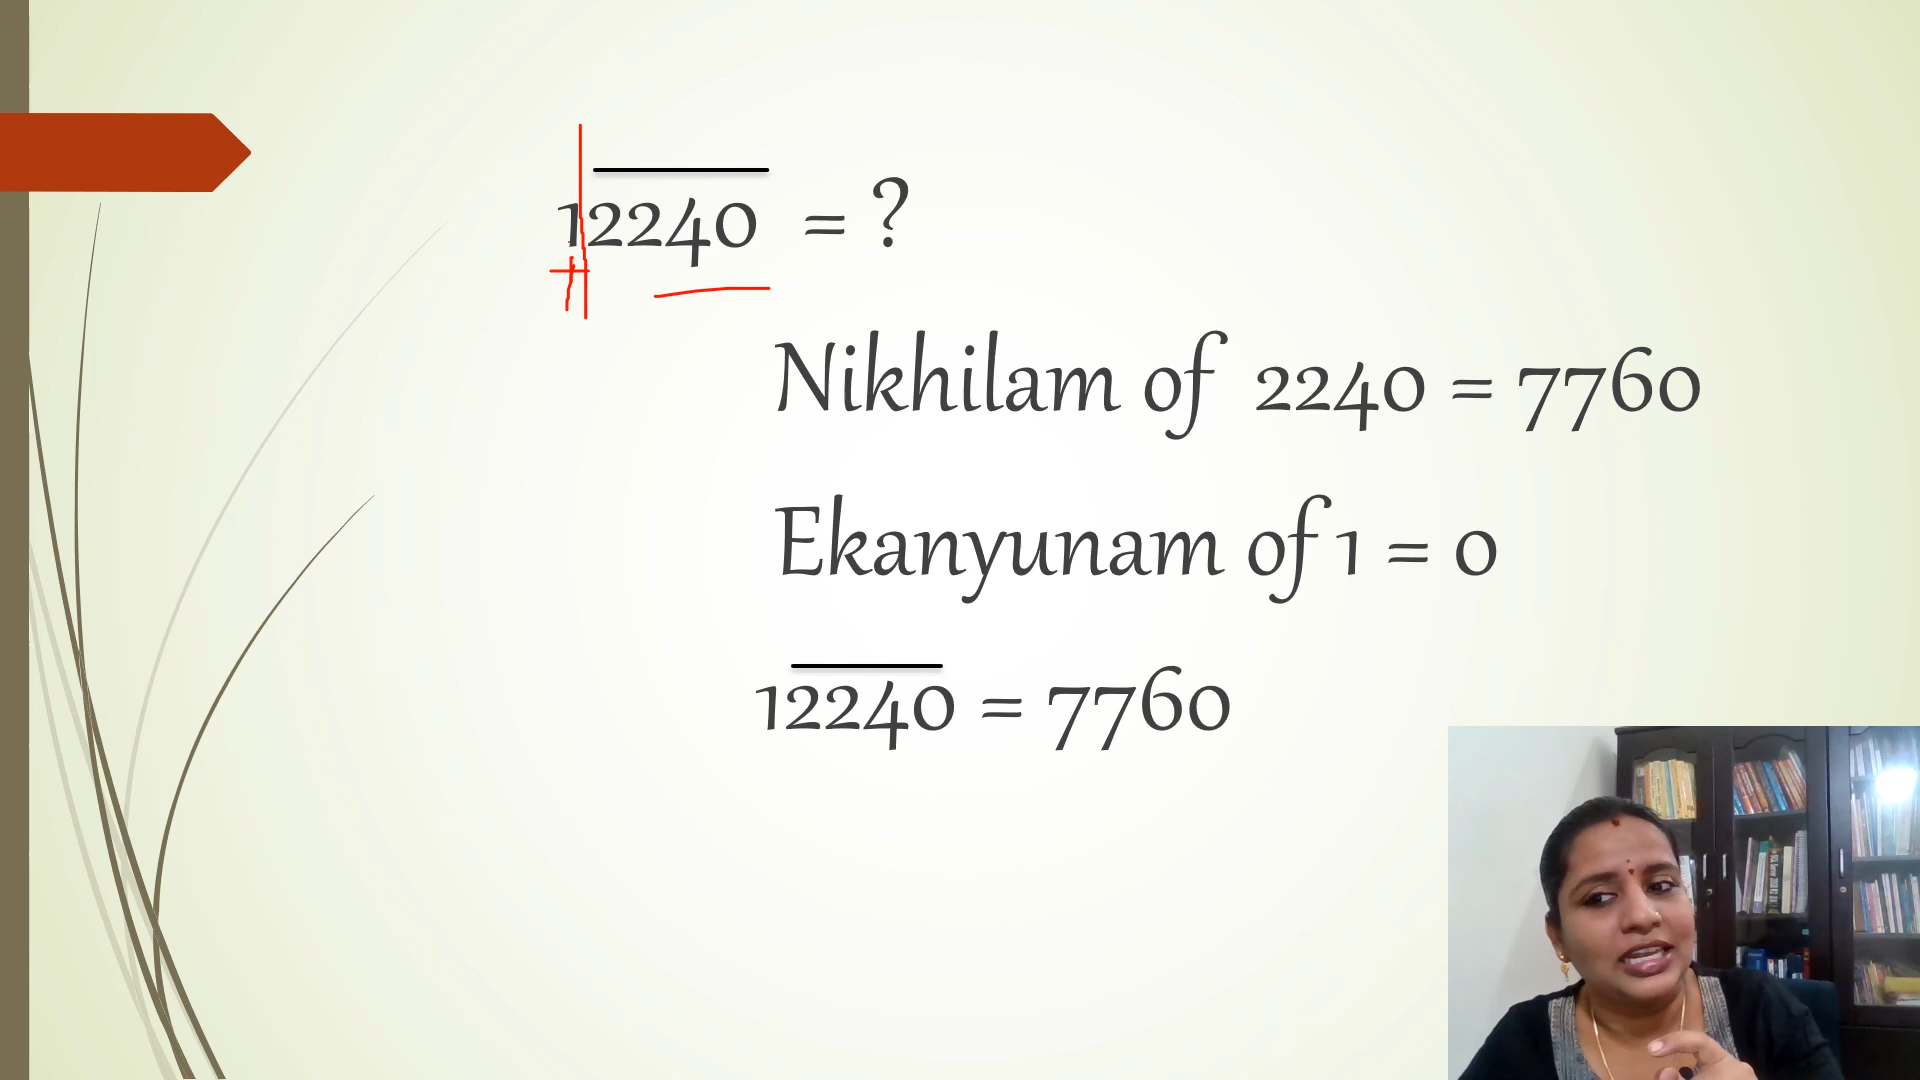 12240 = ?
Nikhilam of 2240 = 7760
Ekanyunam of 1 = 0
12240 = 7760